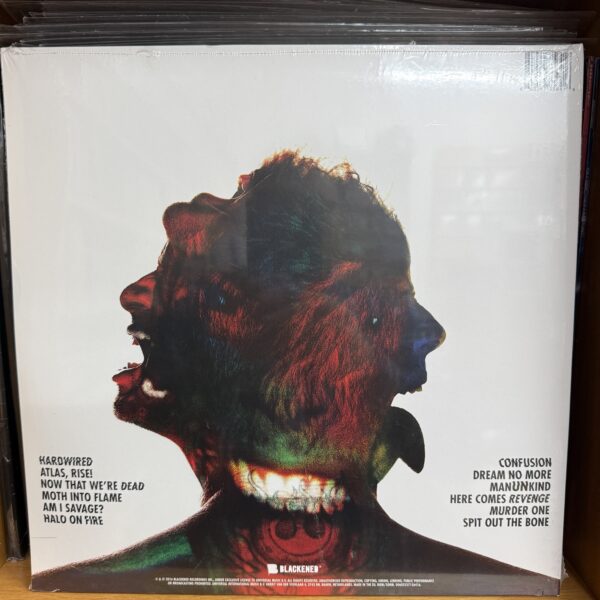 HARDWIRED
ATLAS, RISE!
NOW THAT WE'RE DEAD
MOTH INTO FLAME
AM I SAVAGE?
HALO ON FIRE
CONFUSION
DREAM NO MORE
MANUNKIND
HERE COMES REVENGE
MURDER ONE
SPIT OUT THE BONE
BLACKENED